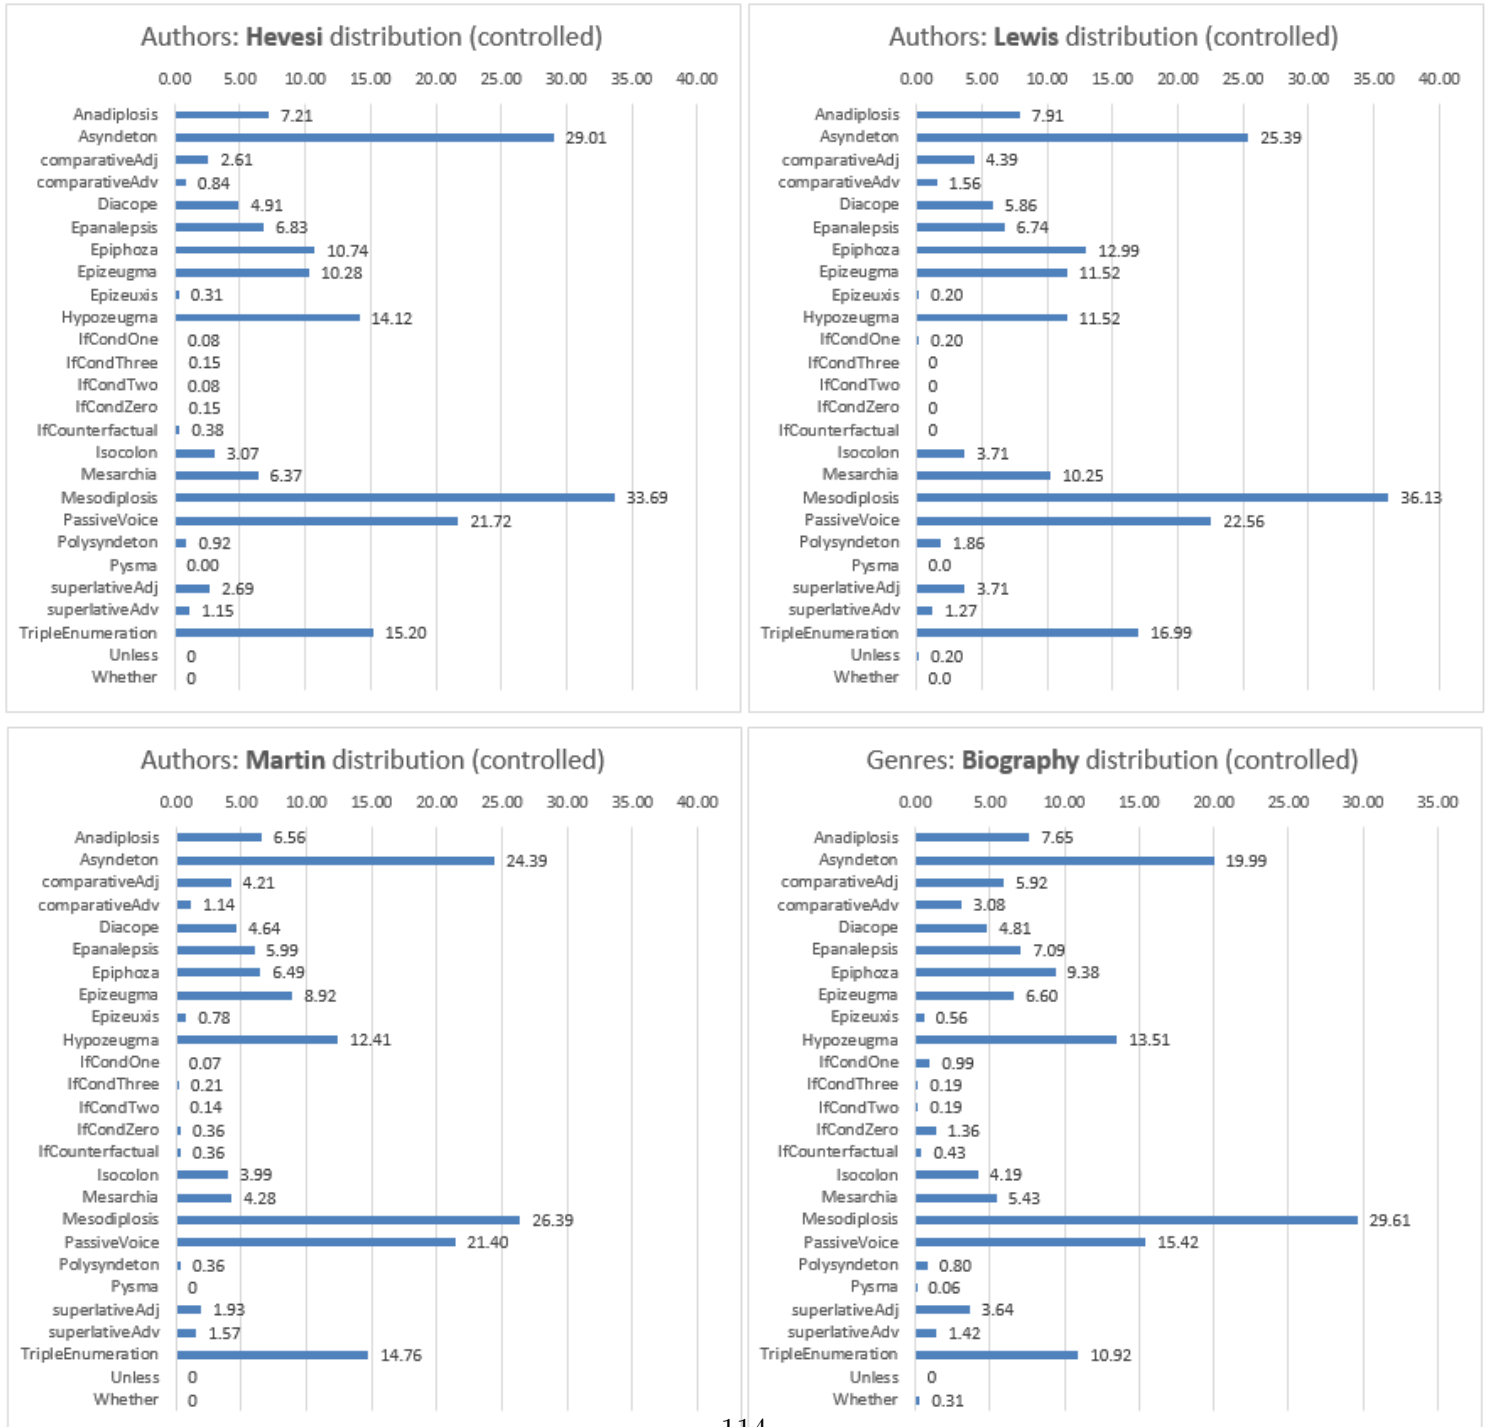 Authors: Hevesi distribution (controlled)
0.00 5.00 10.00 15.00 20.00 25.00 30.00 35.00 40.00
Anadiplosis 7.21
Asyndeton 29.01
comparativeAdj 2.61
comparativeAdv 0.84
Diacope 4.91
Epanalepsis 6.83
Epiphoza 10.74
Epizeugma 10.28
Epizeuxis 0.31
Hypozeugma 14.12
IfCondOne 0.08
IfCondThree 0.15
IfCondTwo 0.08
IfCondZero 0.15
IfCounterfactual 0.38
Isocolon 3.07
Mesarchia 6.37
Mesodiplosis 33.69
PassiveVoice 21.72
Polysyndeton 0.92
Pysma 0.00
superlativeAdj 2.69
superlativeAdv 1.15
TripleEnumeration 15.20
Unless 0
Whether 0
Authors: Lewis distribution (controlled)
0.00 5.00 10.00 15.00 20.00 25.00 30.00 35.00 40.00
Anadiplosis 7.91
Asyndeton 25.39
comparativeAdj 4.39
comparativeAdv 1.56
Diacope 5.86
Epanalepsis 6.74
Epiphoza 12.99
Epizeugma 11.52
Epizeuxis 0.20
Hypozeugma 11.52
IfCondOne 0.20
IfCondThree 0
IfCondTwo 0
IfCondZero 0
IfCounterfactual 0
Isocolon 3.71
Mesarchia 10.25
Mesodiplosis 36.13
PassiveVoice 22.56
Polysyndeton 1.86
Pysma 0.0
superlativeAdj 3.71
superlativeAdv 1.27
TripleEnumeration 16.99
Unless 0.20
Whether 0.0
Authors: Martin distribution (controlled)
0.00 5.00 10.00 15.00 20.00 25.00 30.00 35.00 40.00
Anadiplosis 6.56
Asyndeton 24.39
comparativeAdj 4.21
comparativeAdv 1.14
Diacope 4.64
Epanalepsis 5.99
Epiphoza 6.49
Epizeugma 8.92
Epizeuxis 0.78
Hypozeugma 12.41
IfCondOne 0.07
IfCondThree 0.21
IfCondTwo 0.14
IfCondZero 0.36
IfCounterfactual 0.36
Isocolon 3.99
Mesarchia 4.28
Mesodiplosis 26.39
PassiveVoice 21.40
Polysyndeton 0.36
Pysma 0
superlativeAdj 1.93
superlativeAdv 1.57
TripleEnumeration 14.76
Unless 0
Whether 0
Genres: Biography distribution (controlled)
0.00 5.00 10.00 15.00 20.00 25.00 30.00 35.00
Anadiplosis 7.65
Asyndeton 19.99
comparativeAdj 5.92
comparativeAdv 3.08
Diacope 4.81
Epanalepsis 7.09
Epiphoza 9.38
Epizeugma 6.60
Epizeuxis 0.56
Hypozeugma 13.51
IfCondOne 0.99
IfCondThree 0.19
IfCondTwo 0.19
IfCondZero 1.36
IfCounterfactual 0.43
Isocolon 4.19
Mesarchia 5.43
Mesodiplosis 29.61
PassiveVoice 15.42
Polysyndeton 0.80
Pysma 0.06
superlativeAdj 3.64
superlativeAdv 1.42
TripleEnumeration 10.92
Unless 0
Whether 0.31